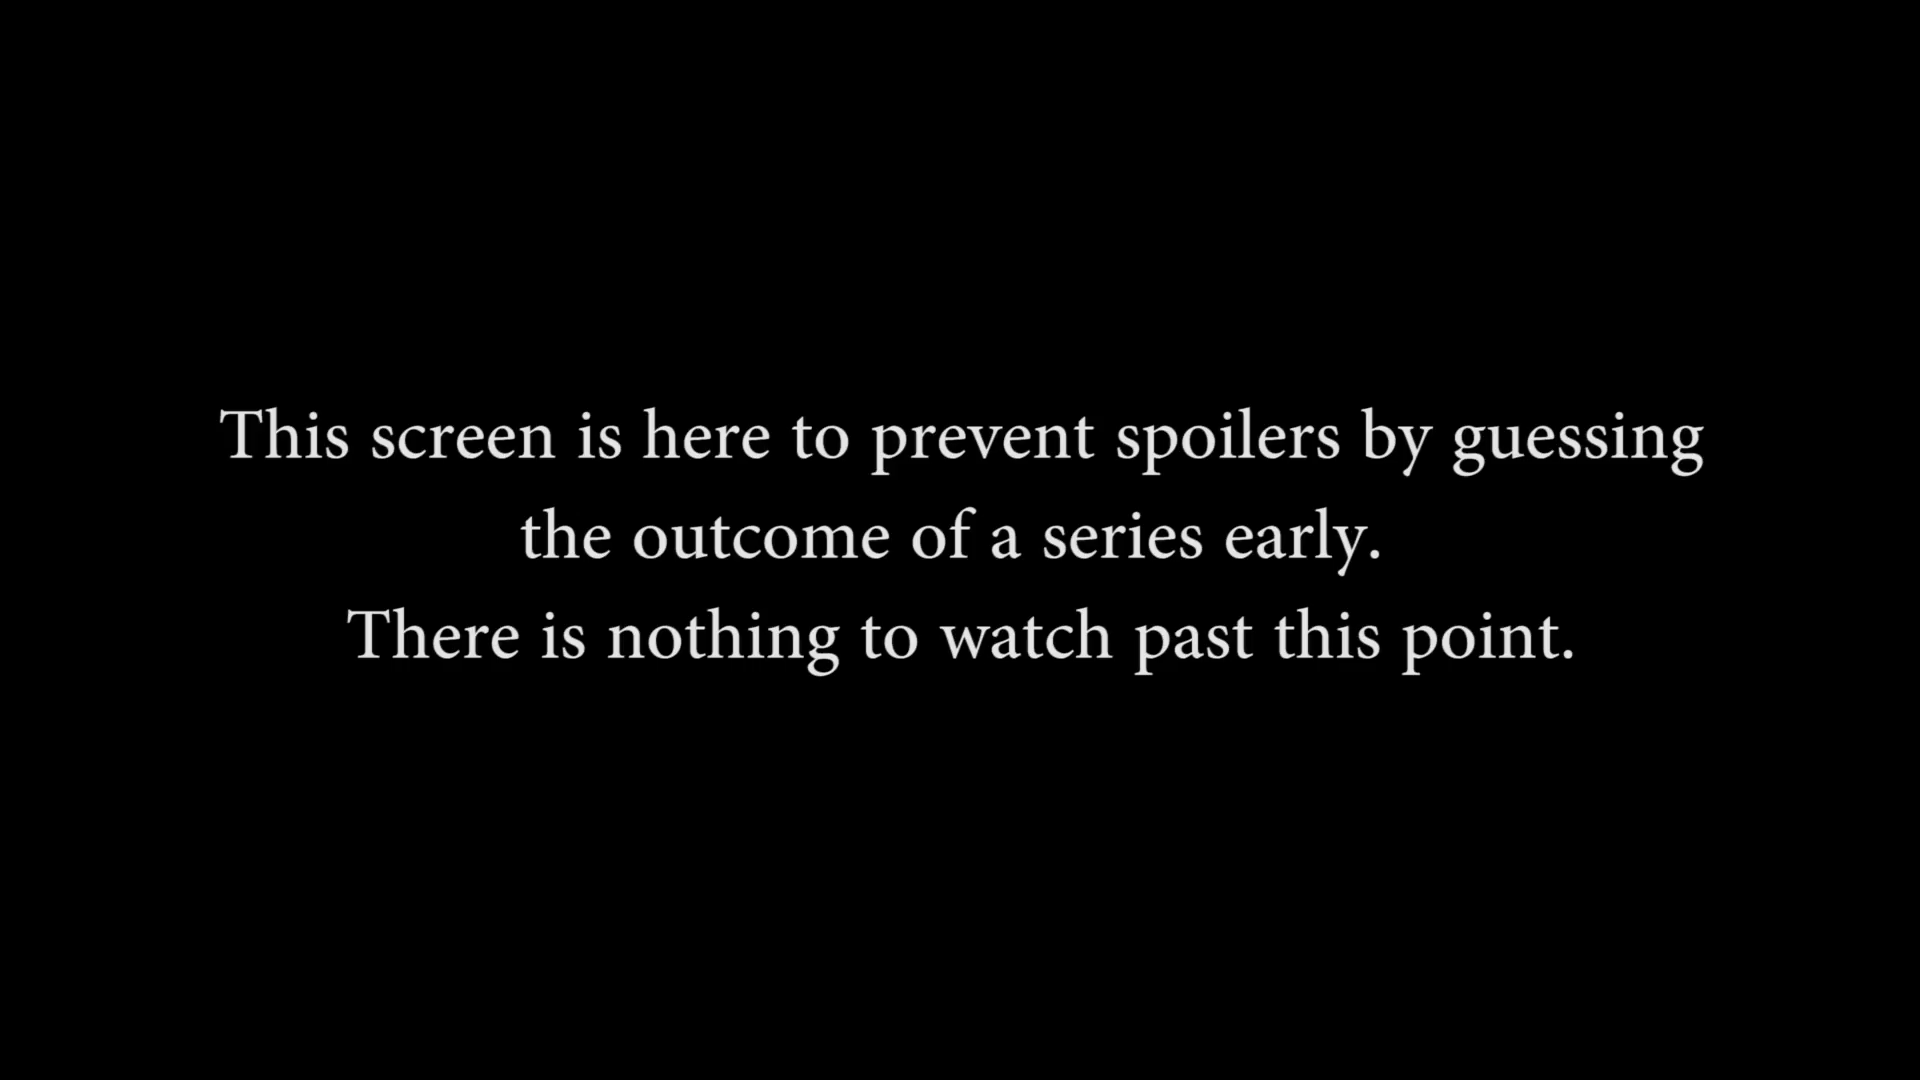 This screen is here to prevent spoilers by guessing
the outcome of a series early.
There is nothing to watch past this point.